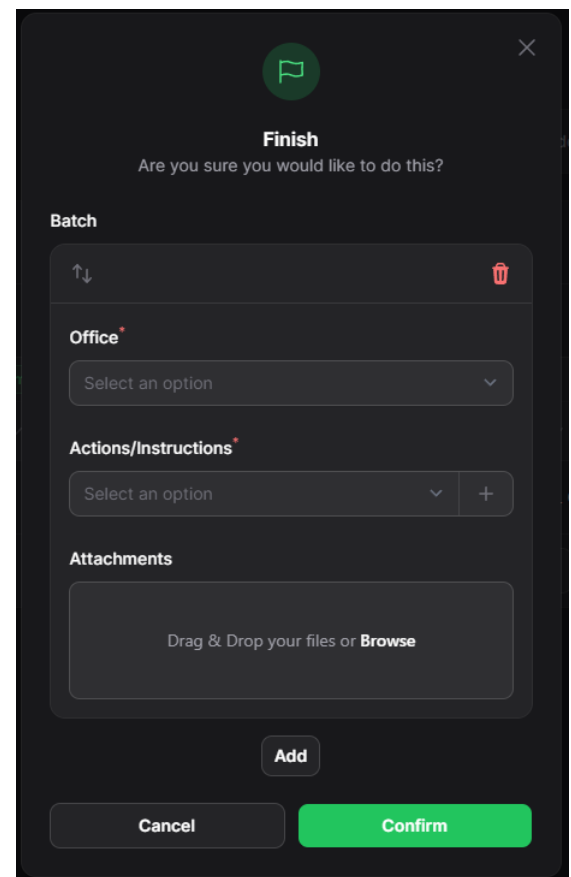 Finish
Are you sure you would like to do this?
Batch
Office*
Select an option
Actions/Instructions*
Select an option
Attachments
Drag & Drop your files or Browse
Add
Cancel
Confirm